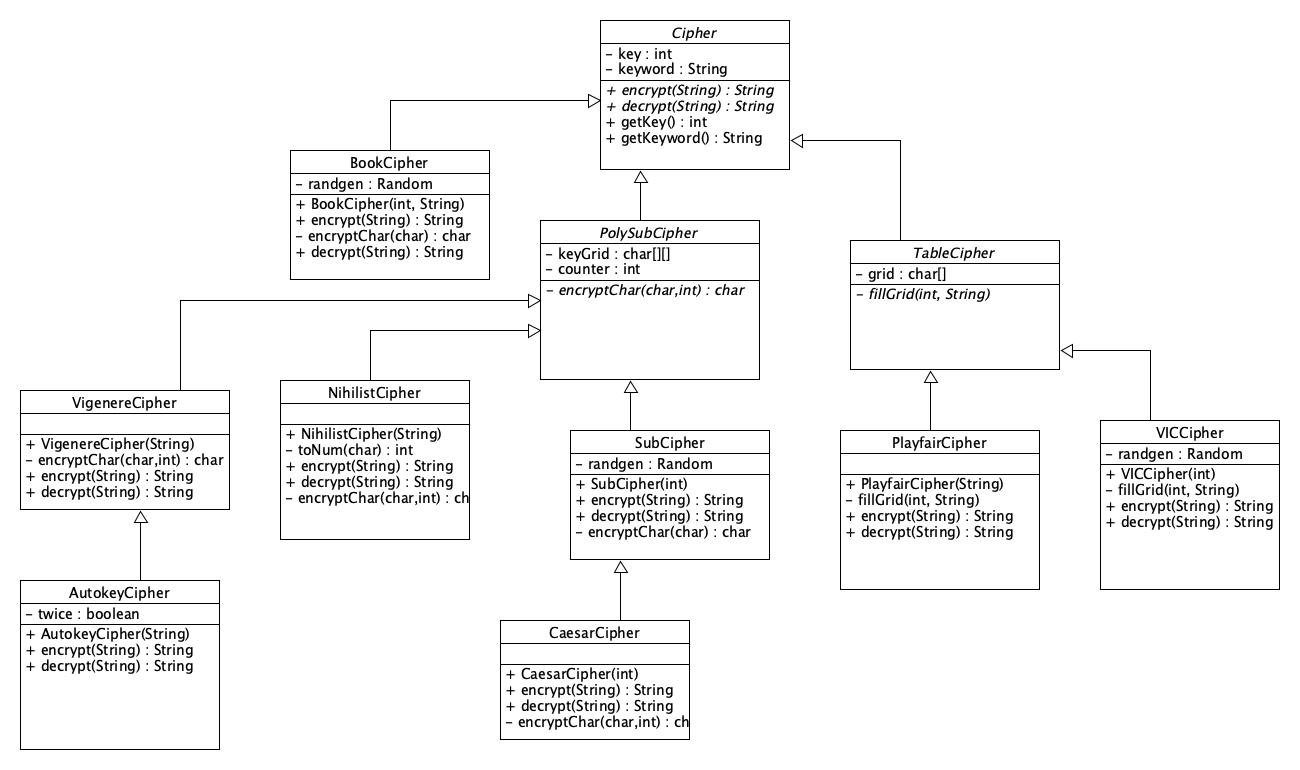 Cipher
– key : int
– keyword : String
+ encrypt(String) : String
+ decrypt(String) : String
+ getKey() : int
+ getKeyword() : String
BookCipher
– randgen : Random
+ BookCipher(int, String)
+ encrypt(String) : String
– encryptChar(char) : char
+ decrypt(String) : String
PolySubCipher
– keyGrid : char[][]
– counter : int
– encryptChar(char,int) : char
TableCipher
– grid : char[]
– fillGrid(int, String)
VigenereCipher
+ VigenereCipher(String)
– encryptChar(char,int) : char
+ encrypt(String) : String
+ decrypt(String) : String
NihilistCipher
+ NihilistCipher(String)
– toNum(char) : int
+ encrypt(String) : String
+ decrypt(String) : String
– encryptChar(char,int) : ch
SubCipher
– randgen : Random
+ SubCipher(int)
+ encrypt(String) : String
+ decrypt(String) : String
– encryptChar(char) : char
PlayfairCipher
+ PlayfairCipher(String)
– fillGrid(int, String)
+ encrypt(String) : String
+ decrypt(String) : String
VICCipher
– randgen : Random
+ VICCipher(int)
– fillGrid(int, String)
+ encrypt(String) : String
+ decrypt(String) : String
AutokeyCipher
– twice : boolean
+ AutokeyCipher(String)
+ encrypt(String) : String
+ decrypt(String) : String
CaesarCipher
+ CaesarCipher(int)
+ encrypt(String) : String
+ decrypt(String) : String
– encryptChar(char,int) : ch